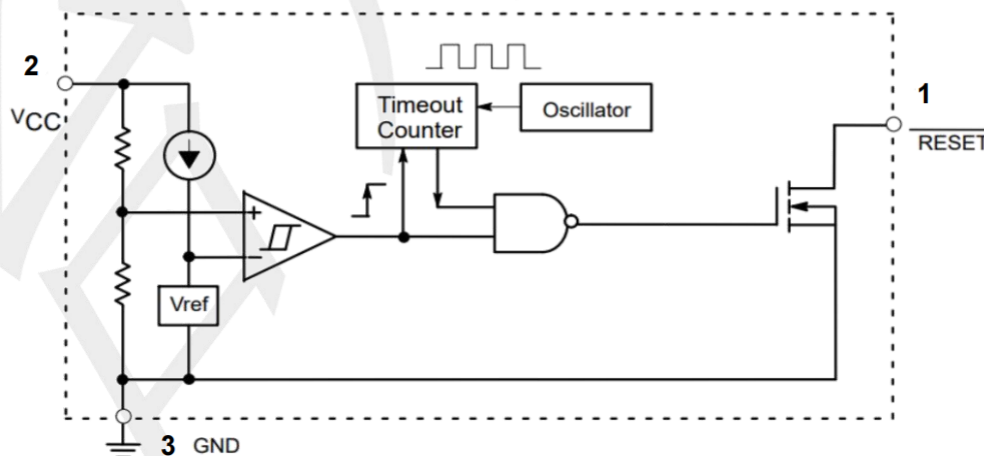 2
VCC
Timeout
Counter
Oscillator
1
RESET
+
−
Vref
3 GND